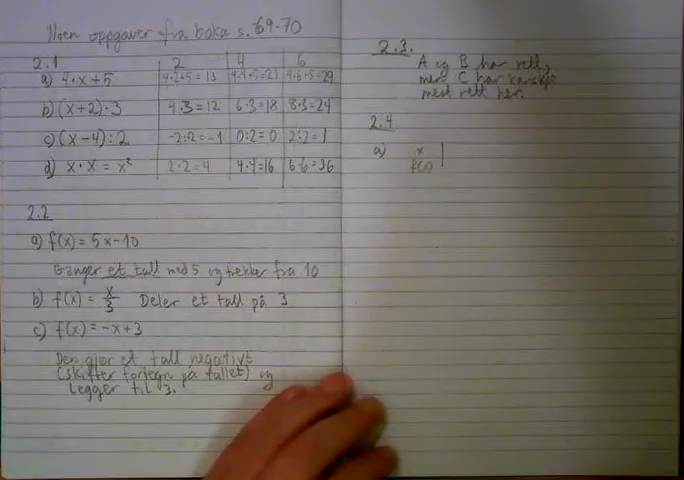 Noen oppgaver fra boka s. 69-70
2.1 2 4 6
a) 4·x+5 4·2+5=13 4·4+5=21 4·6+5=29
b) (x+2)·3 4·3=12 6·3=18 8·3=24
c) (x-4):2 -2:2=-1 0:2=0 2:2=1
d) x·x=x² 2·2=4 4·4=16 6·6=36
2.2
a) f(x)=5x-10
Ganger et tall med 5 og trekker fra 10
b) f(x)=x/3 Deler et tall på 3
c) f(x)=-x+3
Den gjør et tall negativt
(skifter fortegn på tallet) og
legger til 3.
2.3.
A og B har rett,
men C har kanskje
mest rett her.
2.4
a) x
f(x)